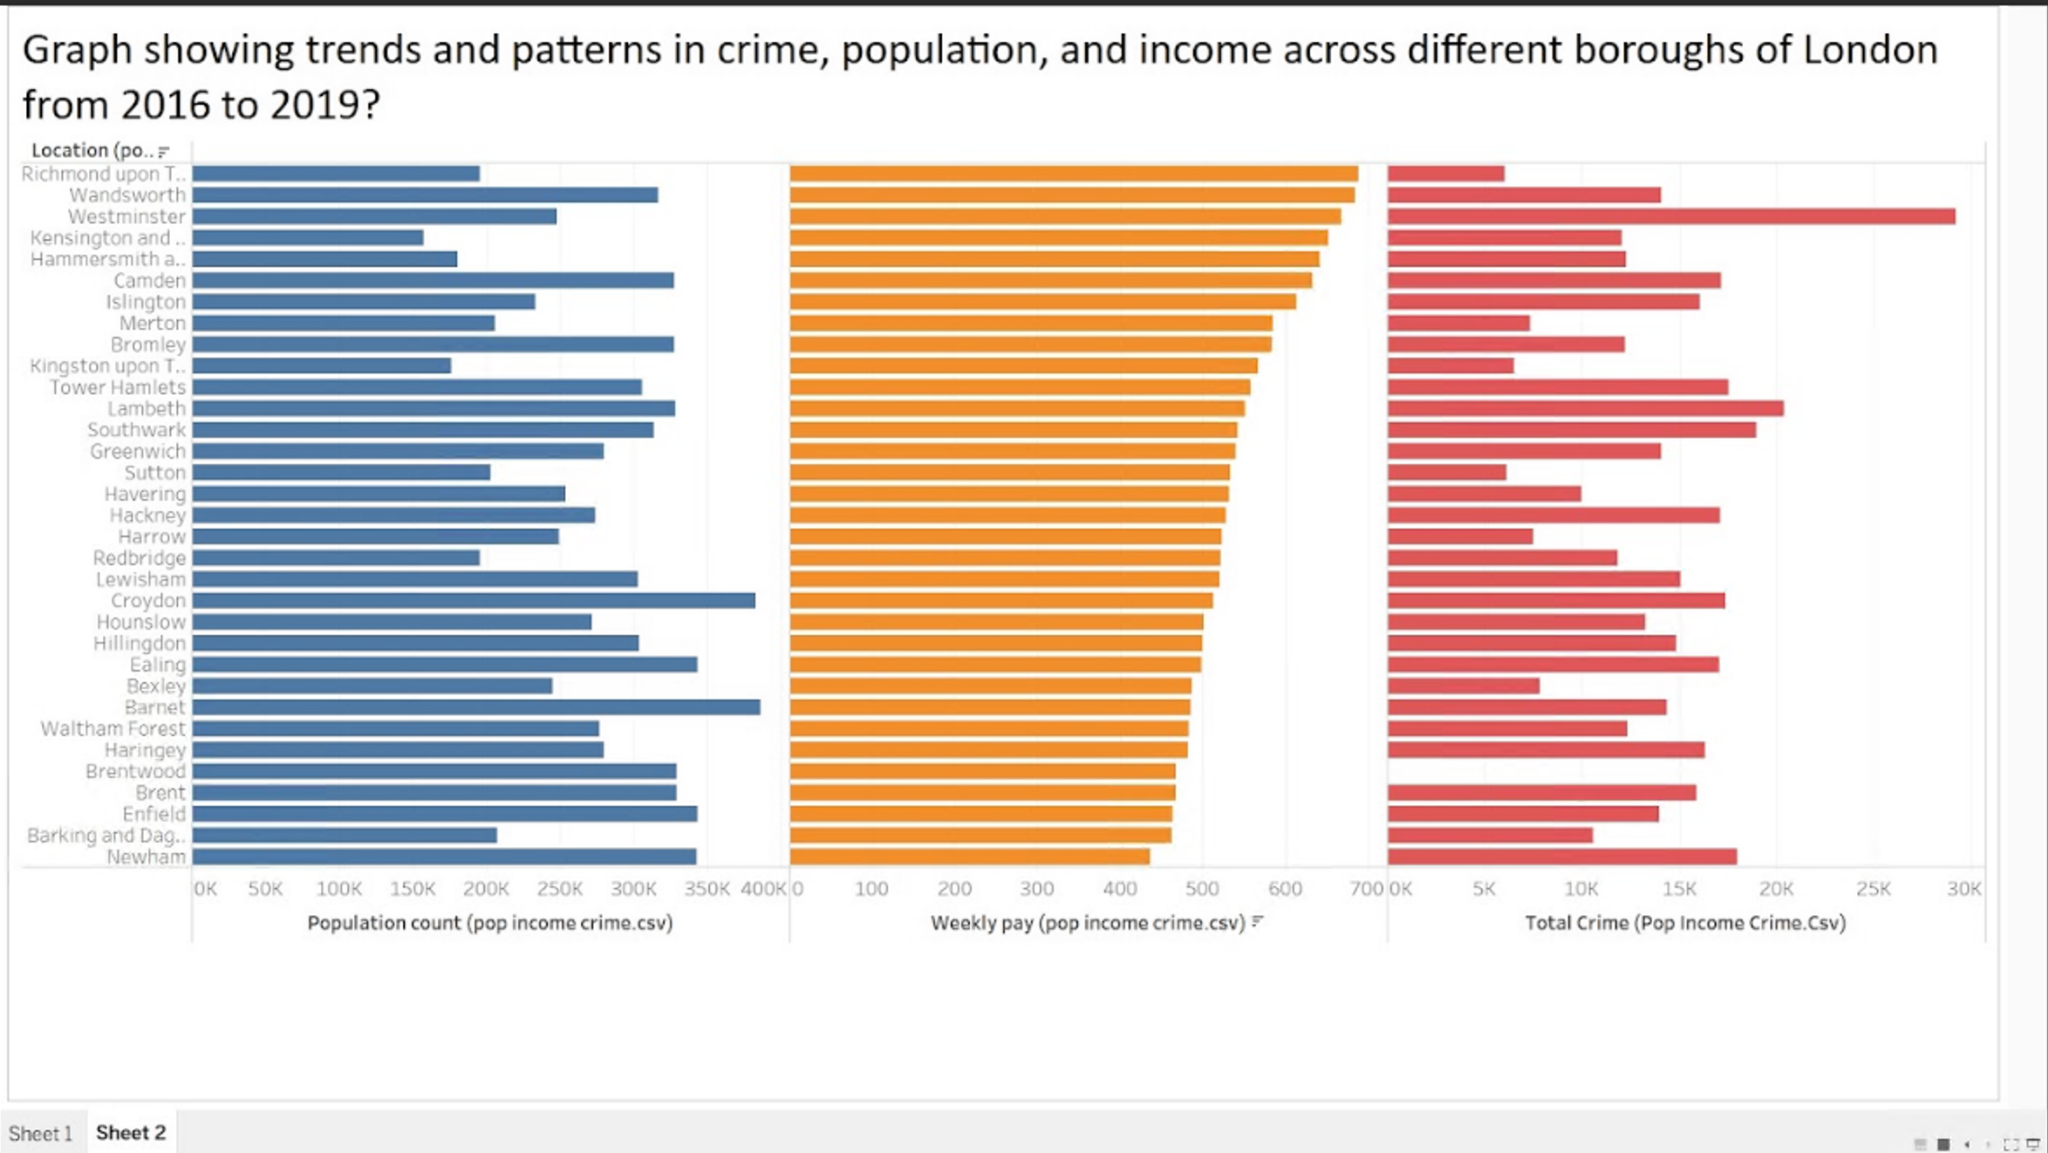 Graph showing trends and patterns in crime, population, and income across different boroughs of London
from 2016 to 2019?
Location (po..
Richmond upon T..
Wandsworth
Westminster
Kensington and ..
Hammersmith a..
Camden
Islington
Merton
Bromley
Kingston upon T..
Tower Hamlets
Lambeth
Southwark
Greenwich
Sutton
Havering
Hackney
Harrow
Redbridge
Lewisham
Croydon
Hounslow
Hillingdon
Ealing
Bexley
Barnet
Waltham Forest
Haringey
Brentwood
Brent
Enfield
Barking and Dag..
Newham
0K 50K 100K 150K 200K 250K 300K 350K 400K 0 100 200 300 400 500 600 700 0K 5K 10K 15K 20K 25K 30K
Population count (pop income crime.csv) Weekly pay (pop income crime.csv) Total Crime (Pop Income Crime.Csv)
Sheet 1 Sheet 2